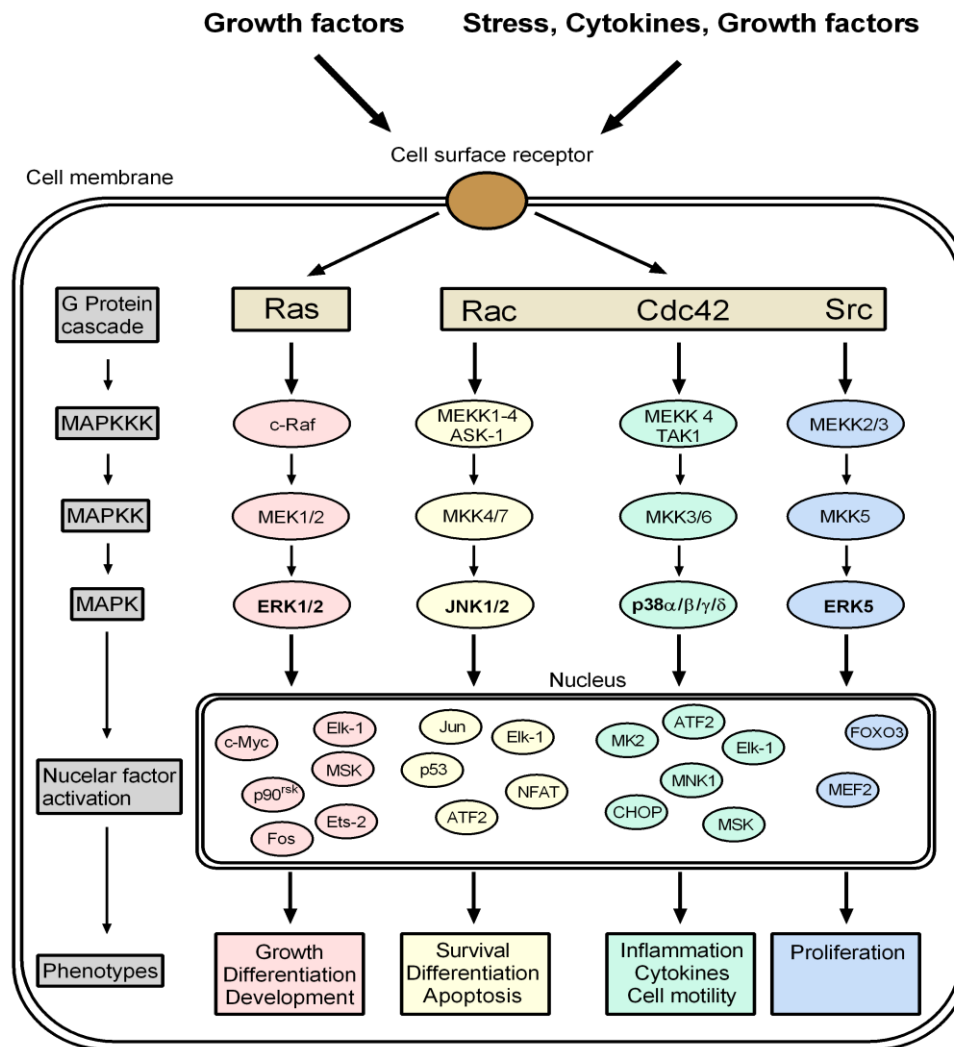 Growth factors
Stress, Cytokines, Growth factors
Cell surface receptor
Cell membrane
G Protein
cascade
Ras
Rac
Cdc42
Src
MAPKKK
c-Raf
MEKK1-4
ASK-1
MEKK 4
TAK1
MEKK2/3
MAPKK
MEK1/2
MKK4/7
MKK3/6
MKK5
MAPK
ERK1/2
JNK1/2
p38α/β/γ/δ
ERK5
Nucleus
Nucelar factor
activation
c-Myc
Elk-1
MSK
p90rsk
Ets-2
Fos
Jun
Elk-1
p53
NFAT
ATF2
ATF2
MK2
Elk-1
MNK1
CHOP
MSK
FOXO3
MEF2
Phenotypes
Growth
Differentiation
Development
Survival
Differentiation
Apoptosis
Inflammation
Cytokines
Cell motility
Proliferation